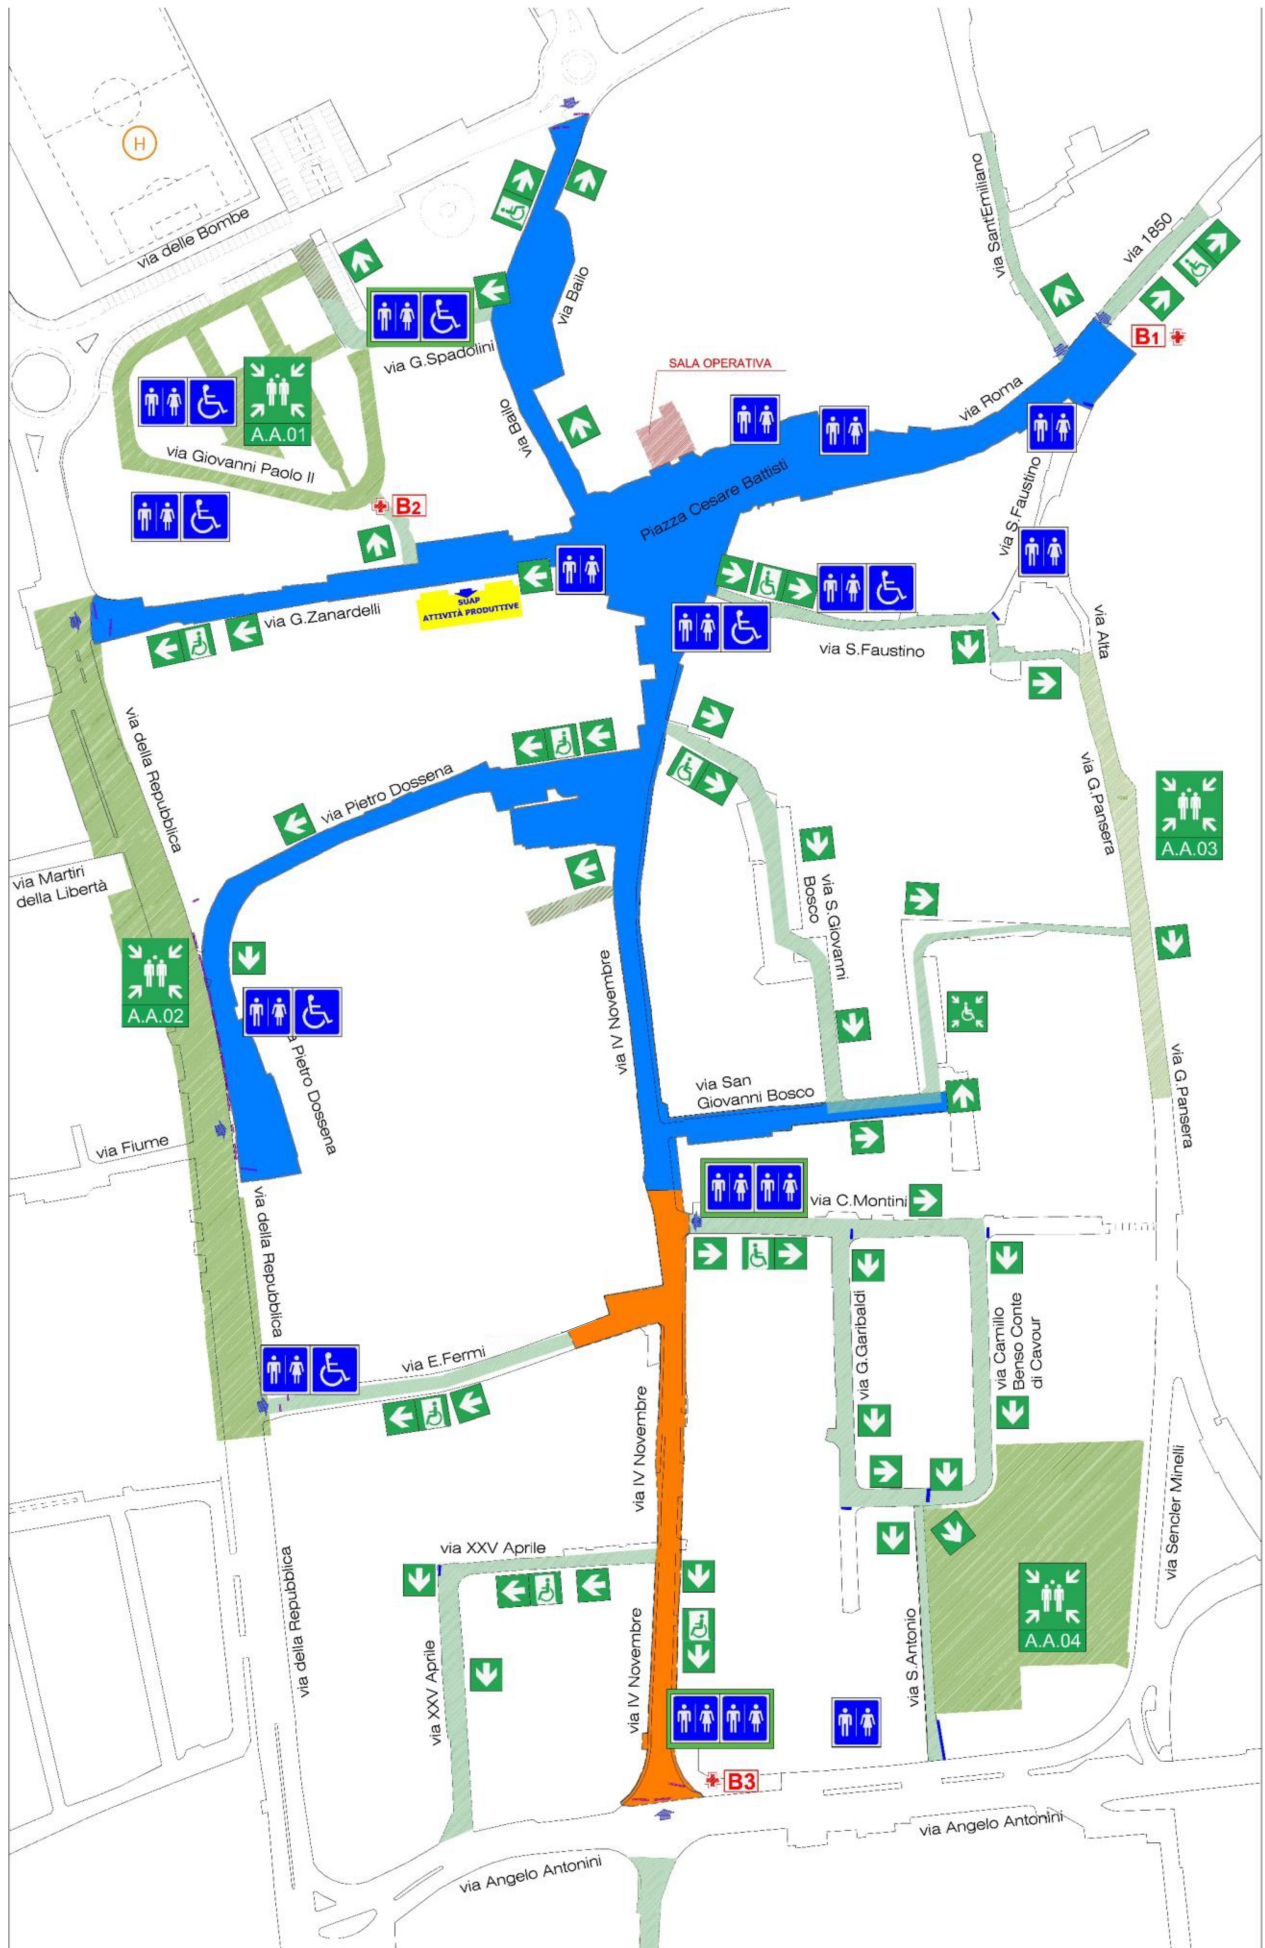 H
via delle Bombe
via Sant'Emiliano
via 1850
B1
via Bailo
via G.Spadolini
SALA OPERATIVA
via Roma
A.A.01
via Bailo
via Giovanni Paolo II
B2
Piazza Cesare Battisti
via S.Faustino
SUAP
ATTIVITÀ PRODUTTIVE
via G.Zanardelli
via S.Faustino
via Alta
via della Repubblica
via Pietro Dossena
via G.Pansera
A.A.03
via Martiri
della Libertà
via S.Giovanni
Bosco
A.A.02
via IV Novembre
a Pietro Dossena
via San
Giovanni Bosco
via G.Pansera
via Fiume
via C.Montini
via della Repubblica
via G.Garibaldi
via Camillo
Benso Conte
di Cavour
via E.Fermi
via IV Novembre
via Sencler Minelli
via XXV Aprile
via della Repubblica
A.A.04
via XXV Aprile
via IV Novembre
via S.Antonio
B3
via Angelo Antonini
via Angelo Antonini